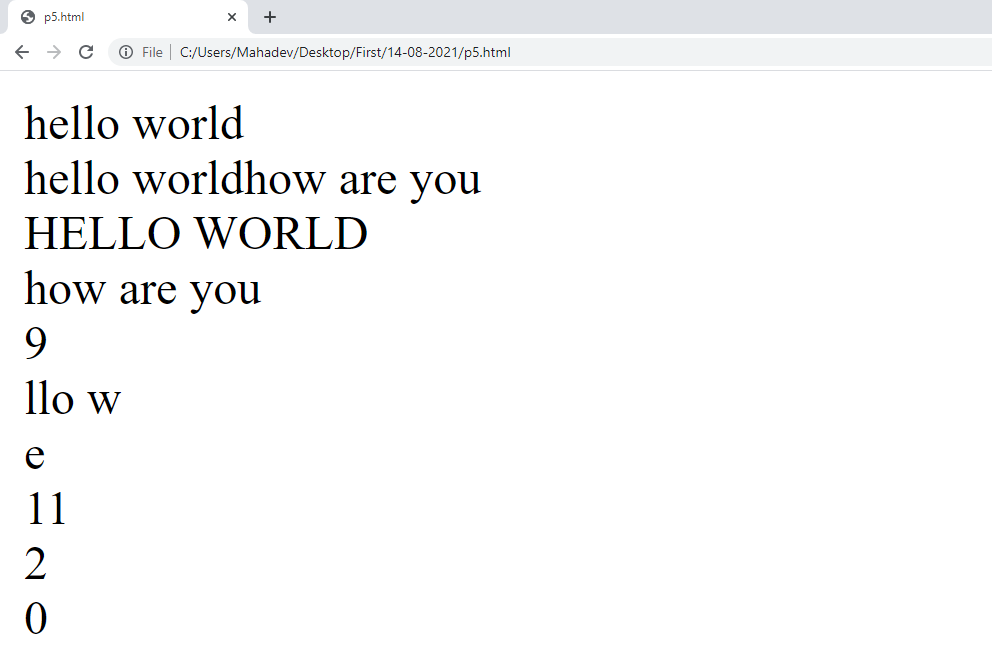 p5.html
File C:/Users/Mahadev/Desktop/First/14-08-2021/p5.html
hello world
hello worldhow are you
HELLO WORLD
how are you
9
llo w
e
11
2
0